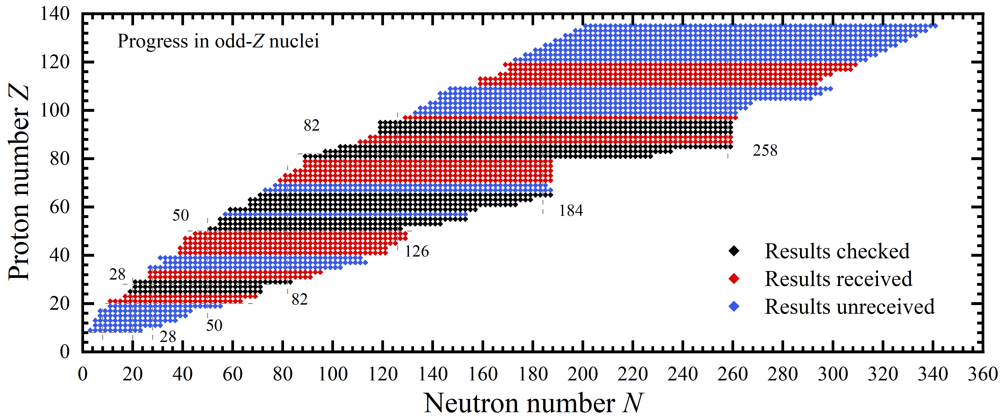 Progress in odd-Z nuclei
Proton number Z
140
120
100
80
60
40
20
0
82
50
28
258
184
126
82
50
28
Results checked
Results received
Results unreceived
0 20 40 60 80 100 120 140 160 180 200 220 240 260 280 300 320 340 360
Neutron number N